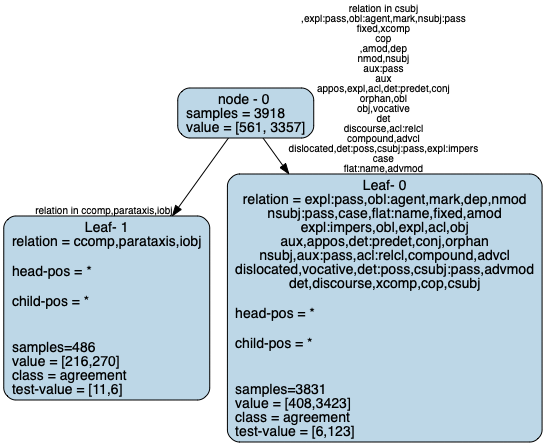 relation in csubj
,expl:pass,obl:agent,mark,nsubj:pass
fixed,xcomp
cop
,amod,dep
nmod,nsubj
aux:pass
aux
appos,expl,acl,det:predet,conj
orphan,obl
obj,vocative
det
discourse,acl:relcl
compound,advcl
dislocated,det:poss,csubj:pass,expl:impers
case
flat:name,advmod
node - 0
samples = 3918
value = [561, 3357]
relation in ccomp,parataxis,iobj
Leaf- 1
relation = ccomp,parataxis,iobj
head-pos = *
child-pos = *
samples=486
value = [216,270]
class = agreement
test-value = [11,6]
Leaf- 0
relation = expl:pass,obl:agent,mark,dep,nmod
nsubj:pass,case,flat:name,fixed,amod
expl:impers,obl,expl,acl,obj
aux,appos,det:predet,conj,orphan
nsubj,aux:pass,acl:relcl,compound,advcl
dislocated,vocative,det:poss,csubj:pass,advmod
det,discourse,xcomp,cop,csubj
head-pos = *
child-pos = *
samples=3831
value = [408,3423]
class = agreement
test-value = [6,123]